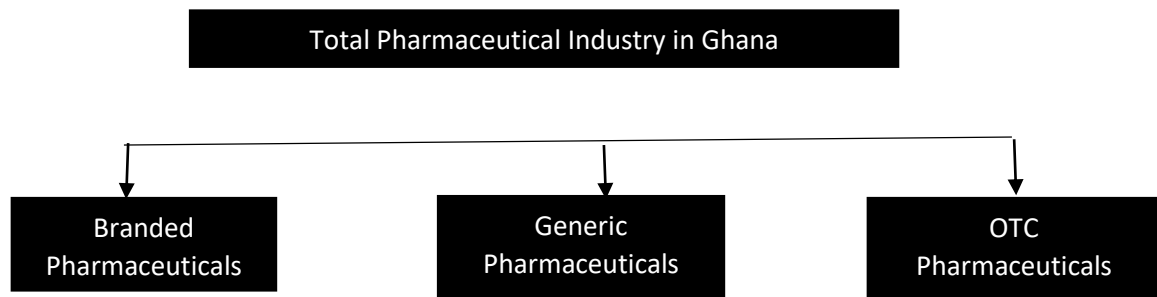 Total Pharmaceutical Industry in Ghana
Branded
Pharmaceuticals
Generic
Pharmaceuticals
OTC
Pharmaceuticals